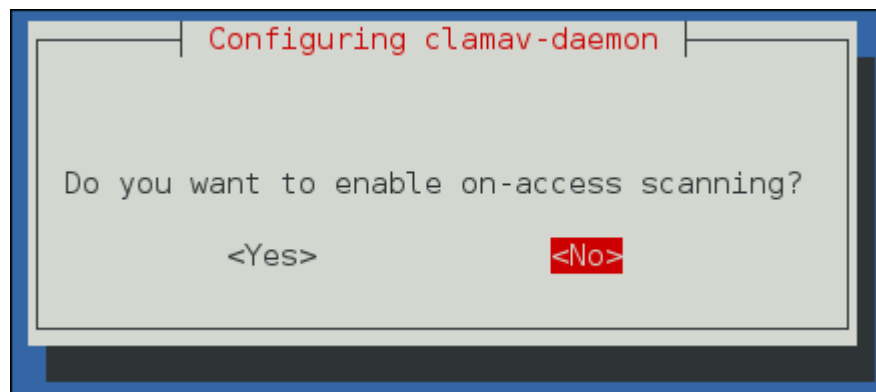 Configuring clamav-daemon
Do you want to enable on-access scanning?
<Yes> <No>